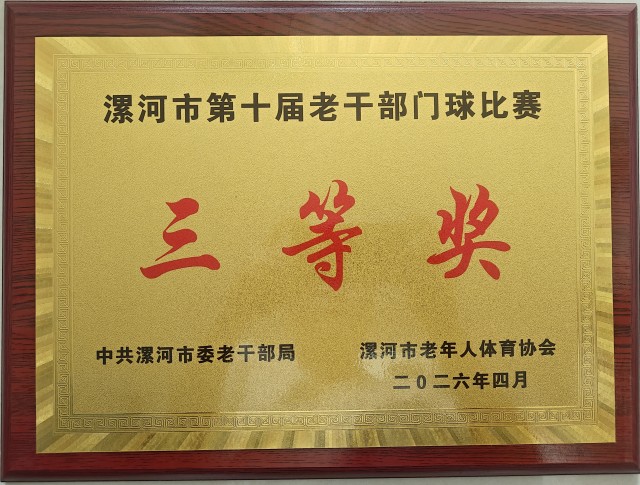 漯河市第十届老干部门球比赛
三等奖
中共漯河市委老干部局
漯河市老年人体育协会
二0二六年四月